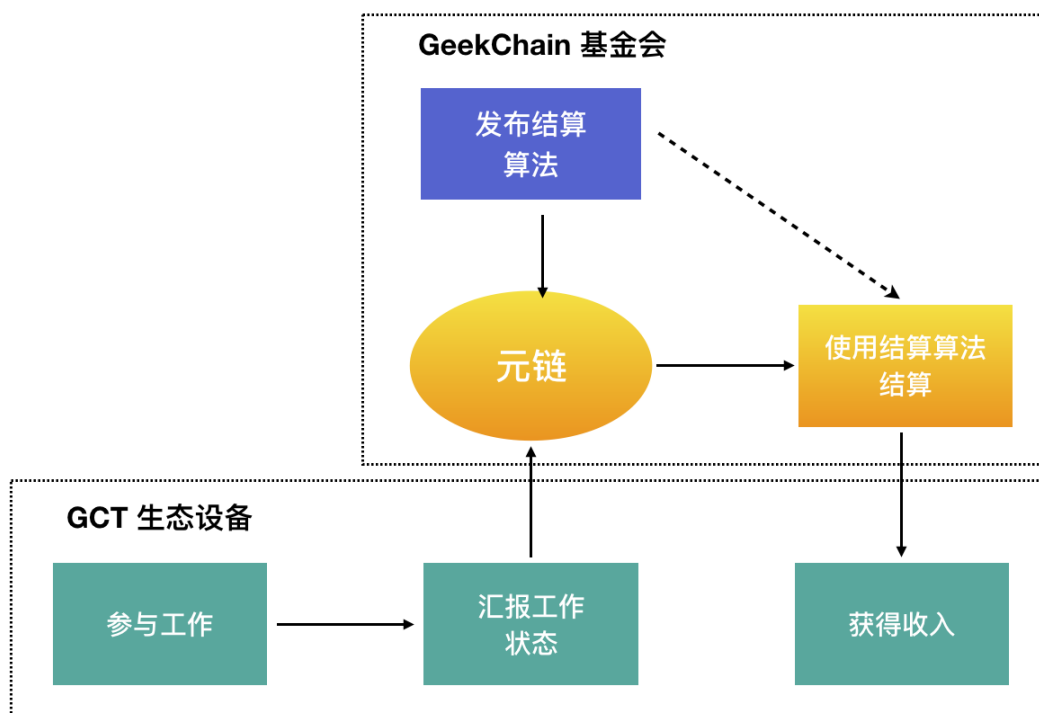 GeekChain 基金会
发布结算
算法
元链
使用结算算法
结算
GCT 生态设备
参与工作
汇报工作
状态
获得收入